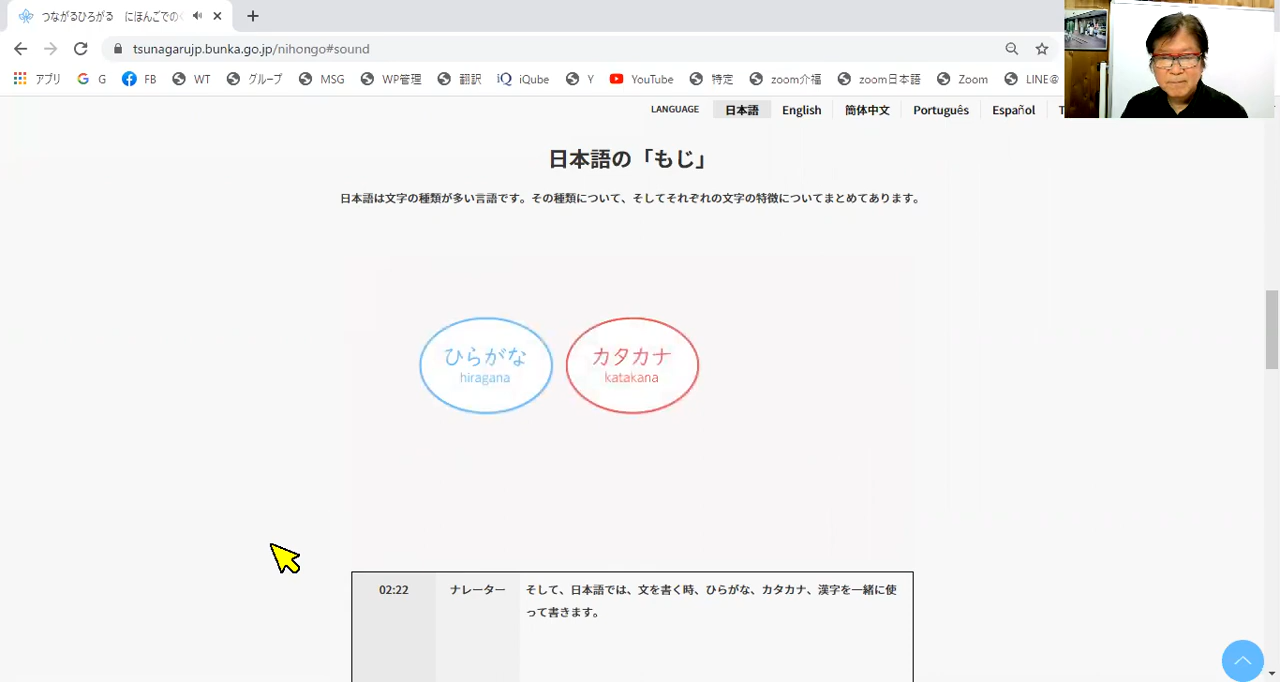 つながるひろがる にほんごでの
tsunagarujp.bunka.go.jp/nihongo#sound
アプリ G FB WT グループ MSG WP管理 翻訳 iQ iQube Y YouTube 特定 zoom介福 zoom日本語 Zoom LINE@
LANGUAGE 日本語 English 简体中文 Português Español
日本語の「もじ」
日本語は文字の種類が多い言語です。その種類について、そしてそれぞれの文字の特徴についてまとめてあります。
ひらがな カタカナ
hiragana katakana
02:22 ナレーター そして、日本語では、文を書く時、ひらがな、カタカナ、漢字を一緒に使
って書きます。